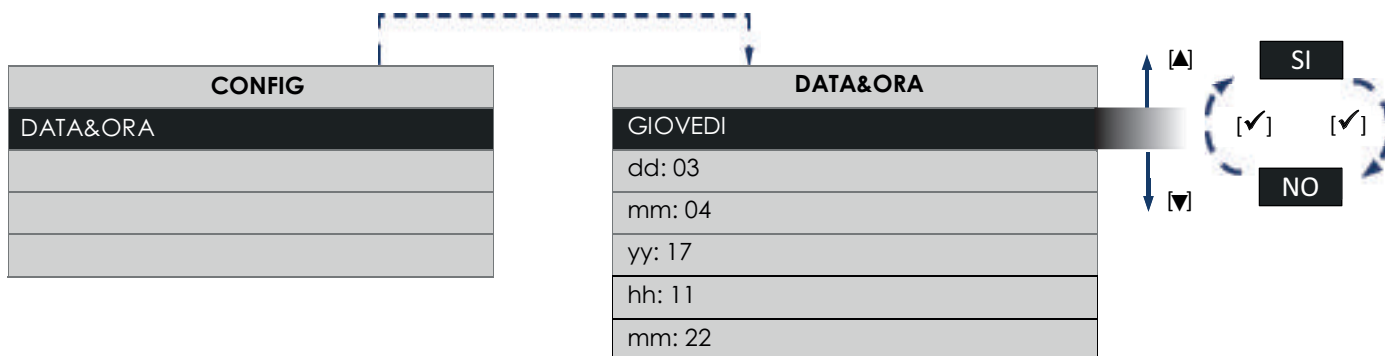 CONFIG
DATA&ORA
DATA&ORA
GIOVEDI
dd: 03
mm: 04
yy: 17
hh: 11
mm: 22
[▲]
[▼]
SI
[✓] [✓]
NO